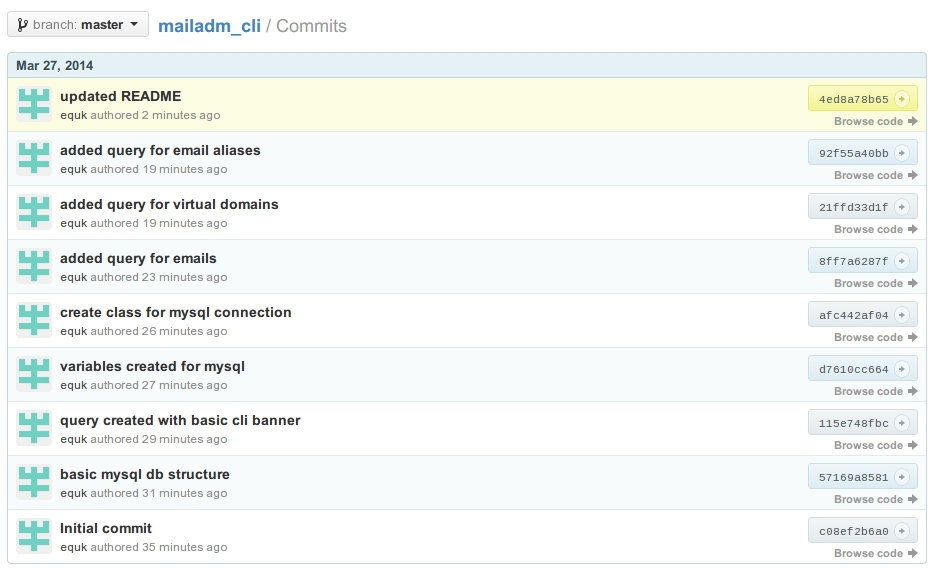 branch: master
mailadm_cli / Commits
Mar 27, 2014
updated README
4ed8a78b65
equk authored 2 minutes ago
Browse code
added query for email aliases
92f55a40bb
equk authored 19 minutes ago
Browse code
added query for virtual domains
21ffd33d1f
equk authored 19 minutes ago
Browse code
added query for emails
8ff7a6287f
equk authored 23 minutes ago
Browse code
create class for mysql connection
afc442af04
equk authored 26 minutes ago
Browse code
variables created for mysql
d7610cc664
equk authored 27 minutes ago
Browse code
query created with basic cli banner
115e748fbc
equk authored 29 minutes ago
Browse code
basic mysql db structure
57169a8581
equk authored 31 minutes ago
Browse code
Initial commit
c08ef2b6a0
equk authored 35 minutes ago
Browse code